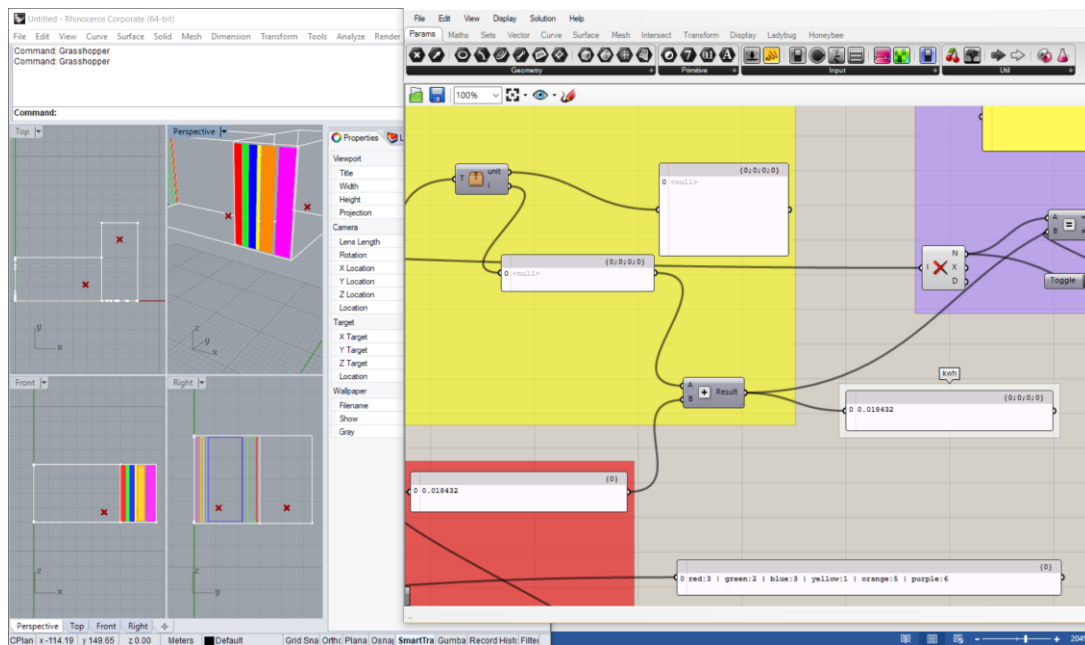 Untitled - Rhinoceros Corporate (64-bit)
File Edit View Curve Surface Solid Mesh Dimension Transform Tools Analyze Render
Command: Grasshopper
Command: Grasshopper
Command:
Top
Perspective
Front
Right
x
y
z
y
x
z
x
z
y
Properties
Viewport
Title
Width
Height
Projection
Camera
Lens Length
Rotation
X Location
Y Location
Z Location
Location
Target
X Target
Y Target
Z Target
Location
Wallpaper
Filename
Show
Gray
Perspective Top Front Right
CPlan x -114.19 y 149.65 z 0.00 Meters Default Grid Sna Ortho Plana Osnap SmartTra Gumba Record Histo Filter
File Edit View Display Solution Help
Params Maths Sets Vector Curve Surface Mesh Intersect Transform Display Ladybug Honeybee
Geometry Primitive Input Util
100%
T unit
i
{0;0;0;0}
0 <null>
{0;0;0;0}
0 <null>
A
B Result
I N
X
D
A
B =
Toggle
kwh
{0;0;0;0}
0 0.018432
{0}
0 0.018432
{0}
0 red:3 | green:2 | blue:3 | yellow:1 | orange:5 | purple:6